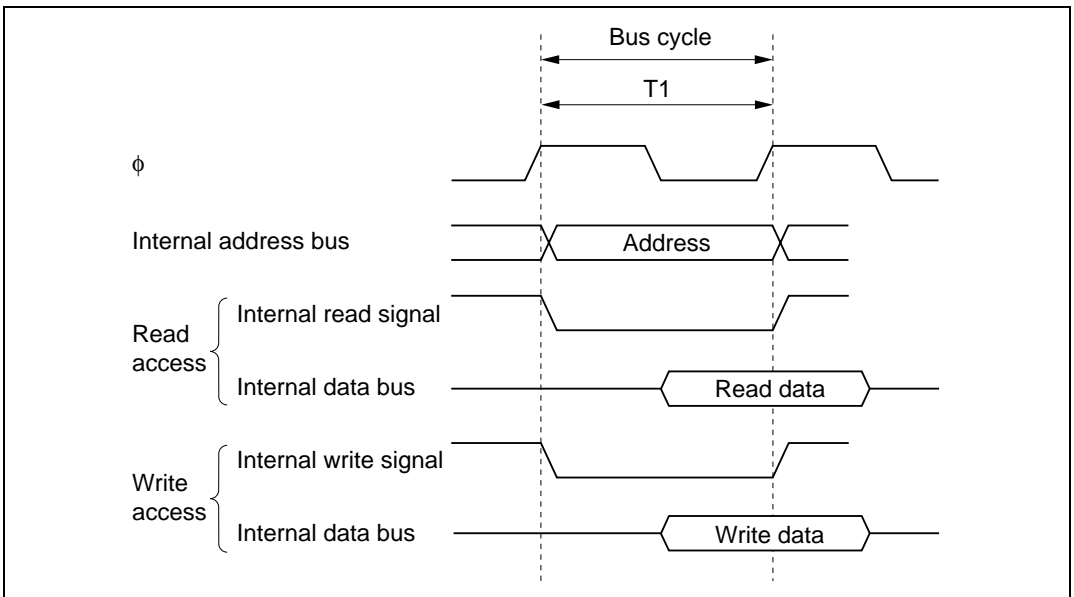 Bus cycle
T1
ϕ
Internal address bus
Address
Read
access
Internal read signal
Internal data bus
Read data
Write
access
Internal write signal
Internal data bus
Write data